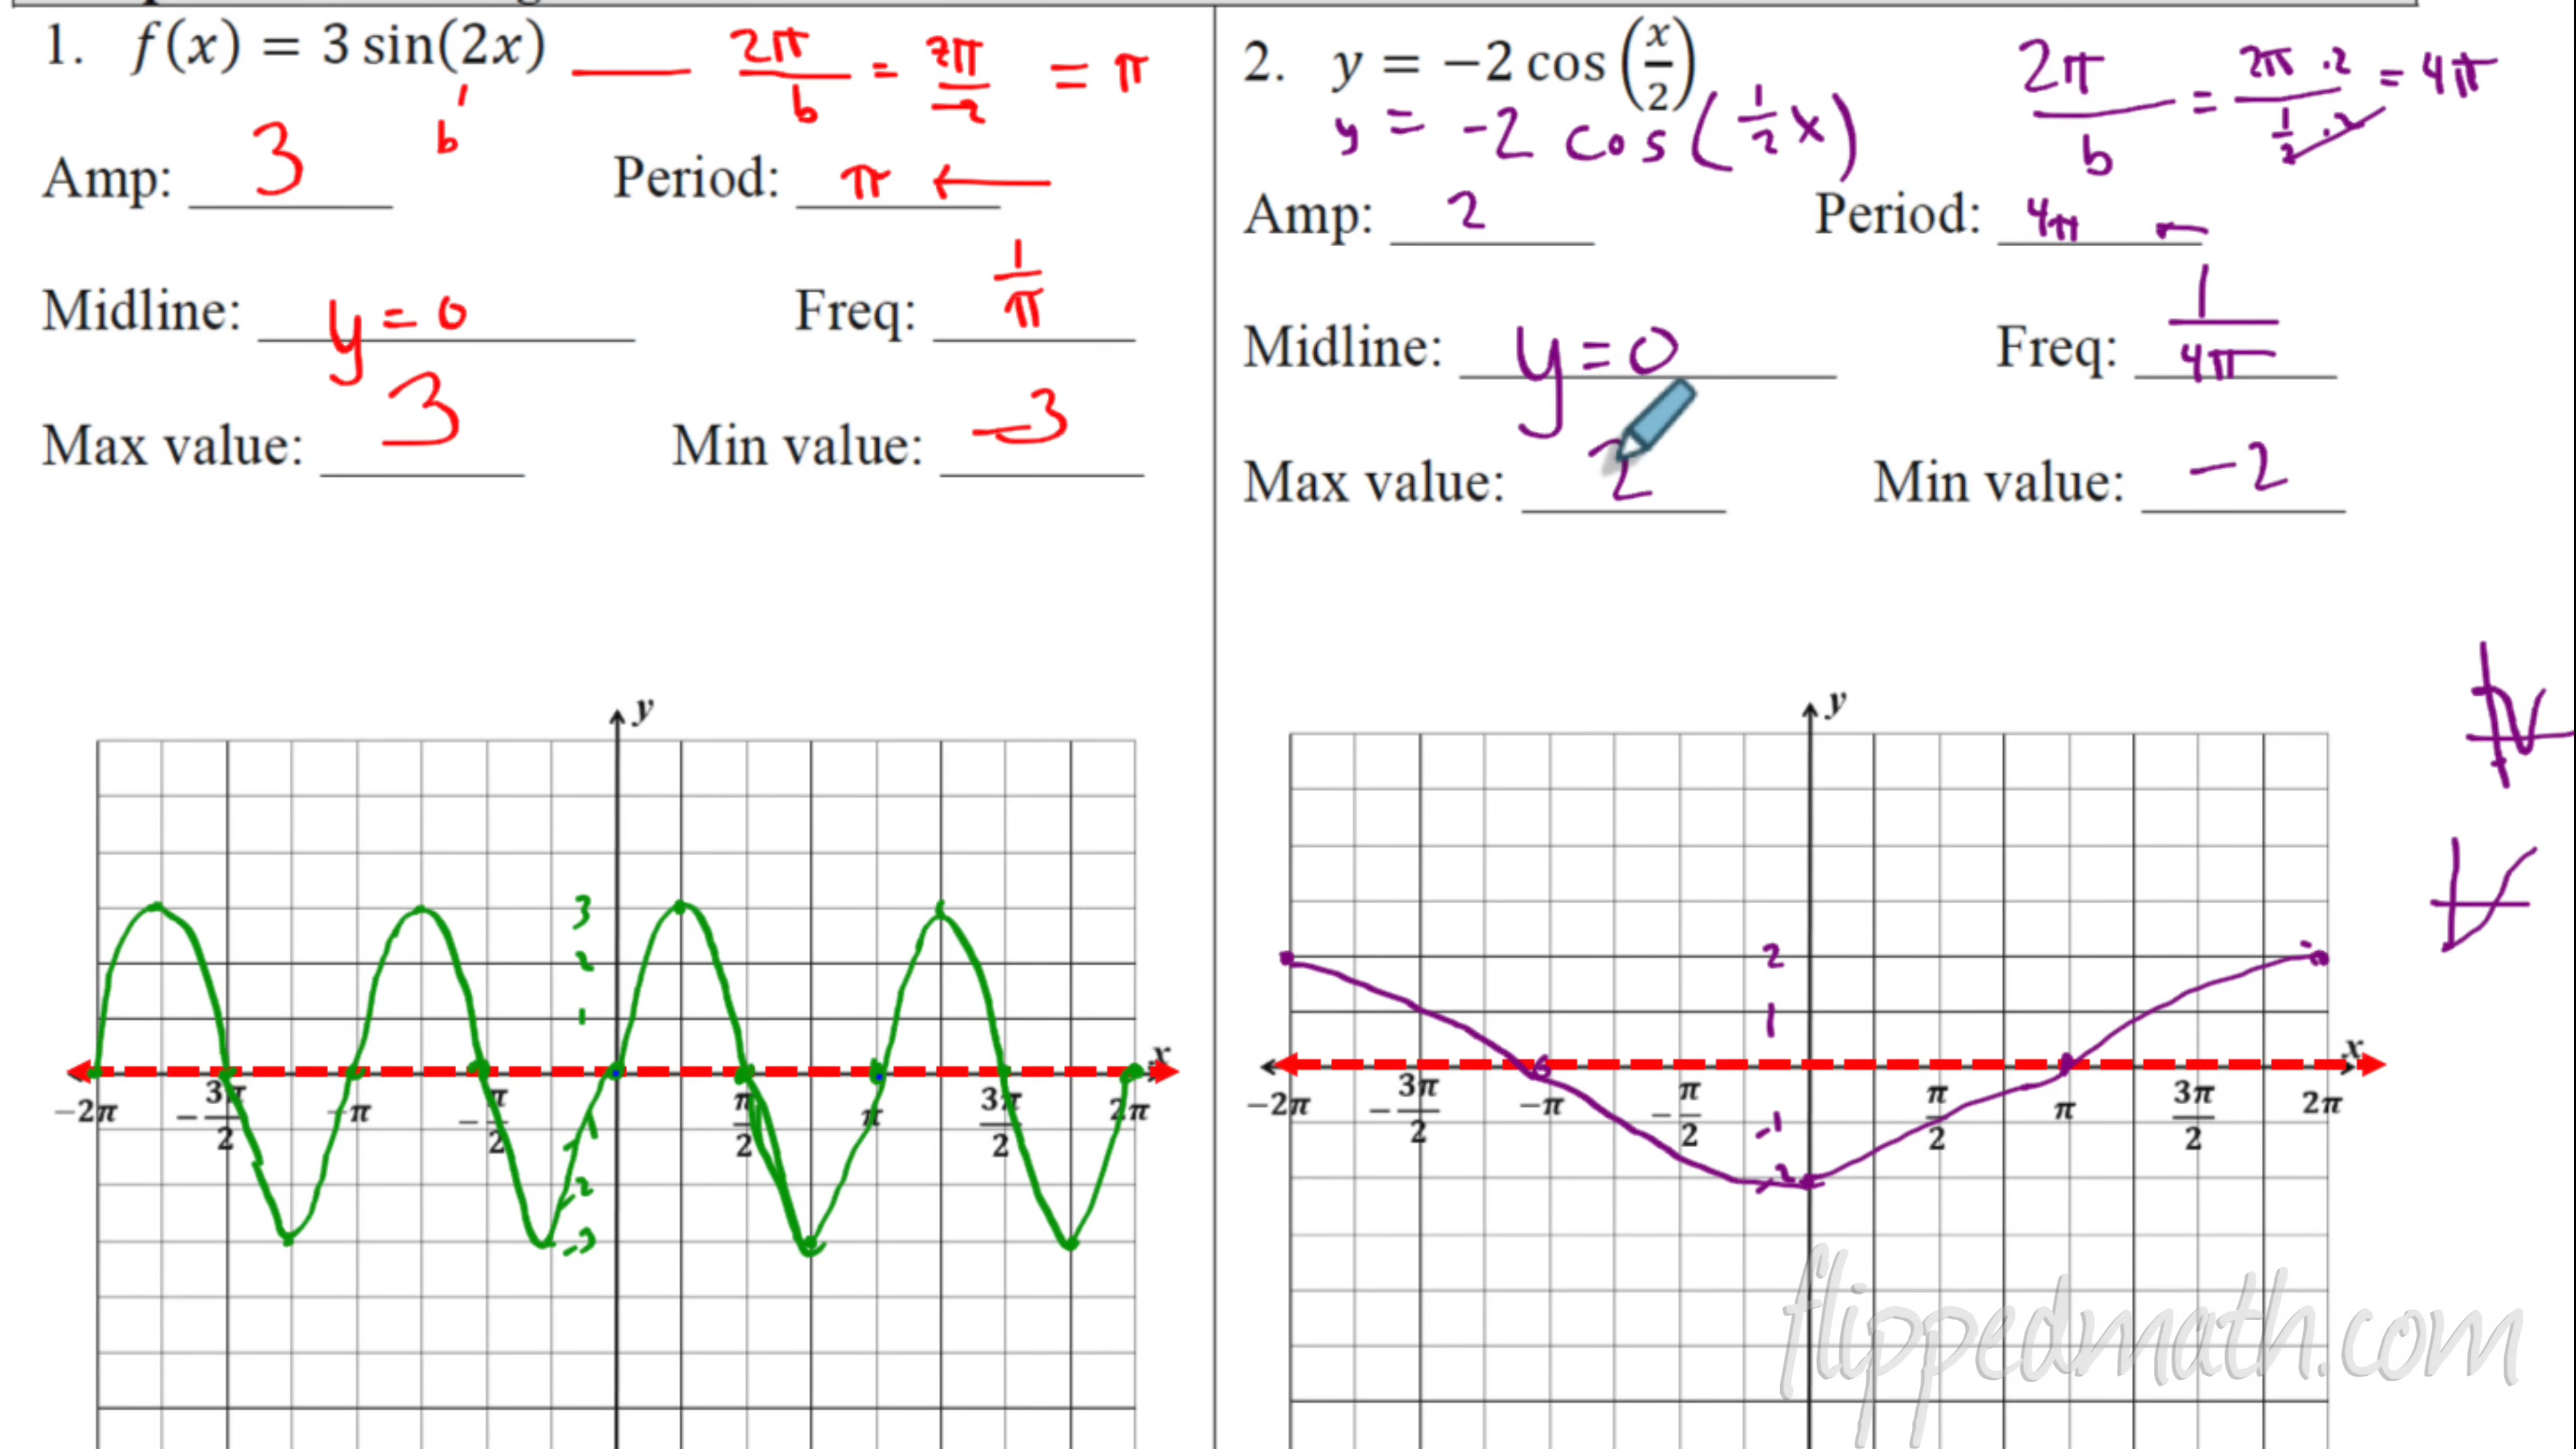 1. f(x) = 3 sin(2x)
2π/b = 2π/2 = π
b
Amp: 3 Period: π
Midline: y = 0 Freq: 1/π
Max value: 3 Min value: -3
y
3
2
1
x
-2π -3π/2 -π -π/2 π/2 π 3π/2 2π
-1
-2
-3
2. y = -2 cos(x/2)
y = -2 cos(1/2 x)
2π/b = 2π·2/1/2·2 = 4π
Amp: 2 Period: 4π
Midline: y = 0 Freq: 1/4π
Max value: 2 Min value: -2
y
2
1
x
-2π -3π/2 -π -π/2 π/2 π 3π/2 2π
-1
-2
flippedmath.com